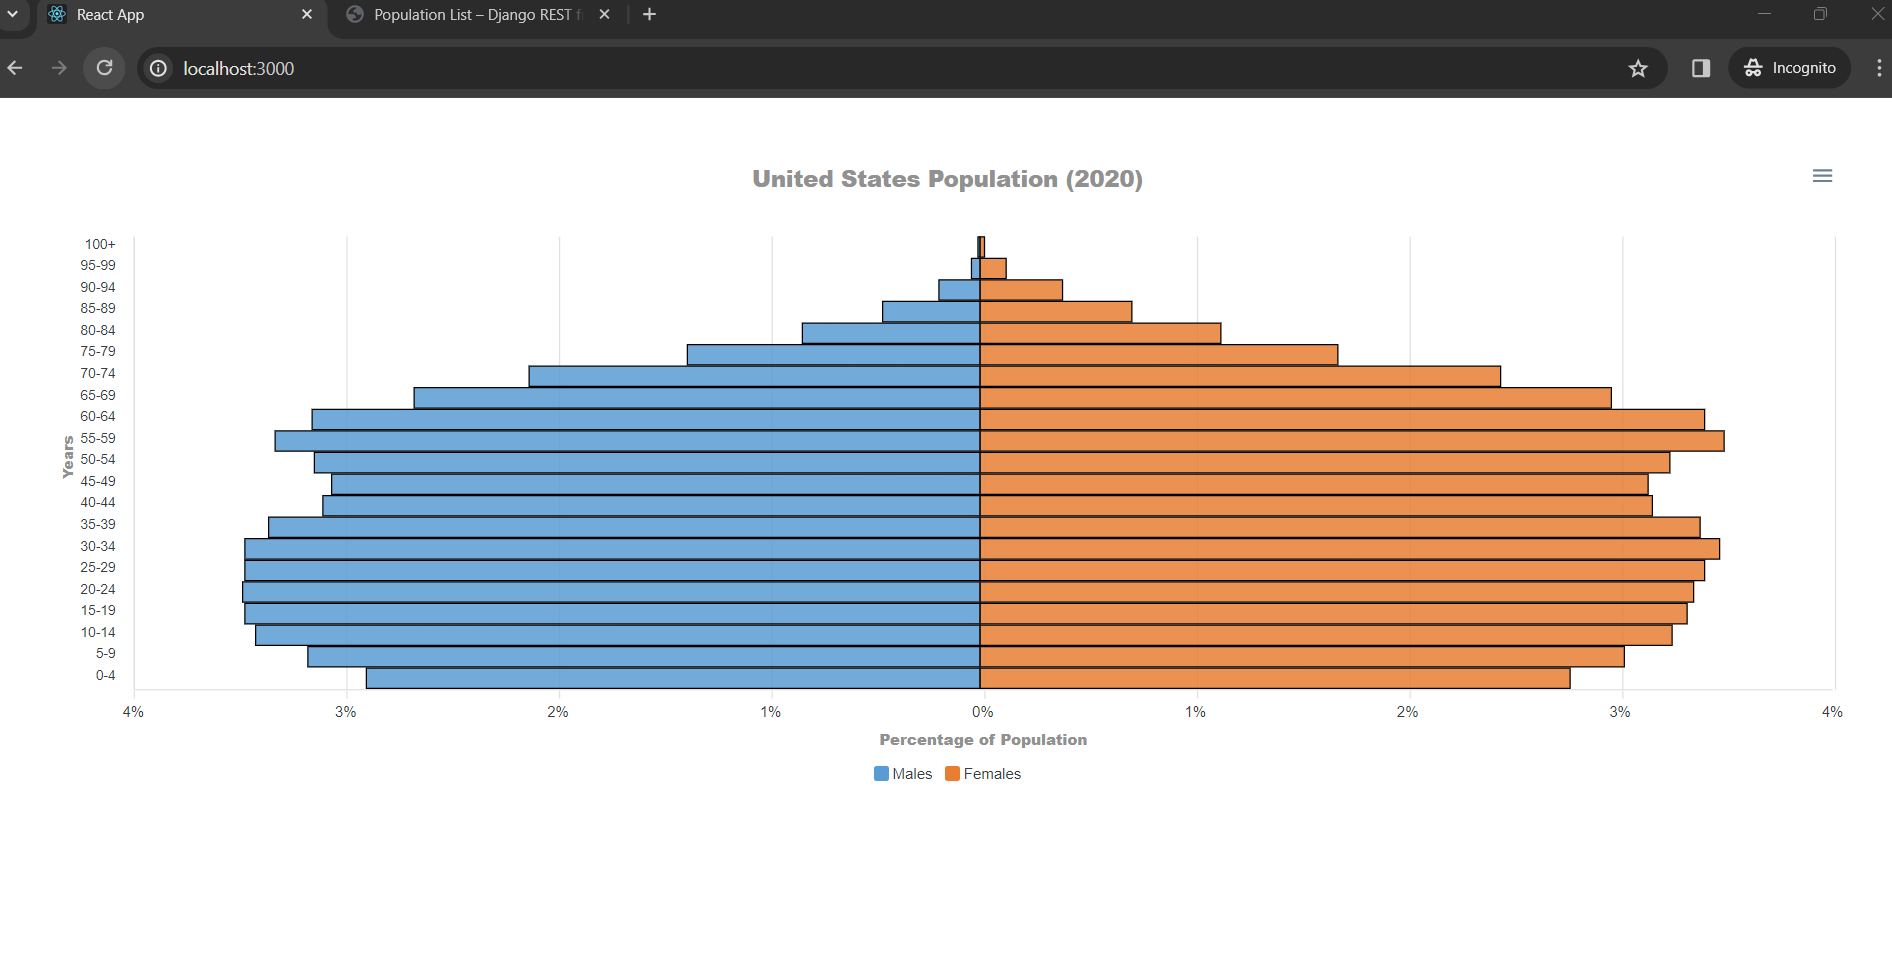 React App
Population List – Django REST f
localhost:3000
Incognito
United States Population (2020)
100+
95-99
90-94
85-89
80-84
75-79
70-74
65-69
60-64
55-59
50-54
45-49
40-44
35-39
30-34
25-29
20-24
15-19
10-14
5-9
0-4
Years
4% 3% 2% 1% 0% 1% 2% 3% 4%
Percentage of Population
Males Females